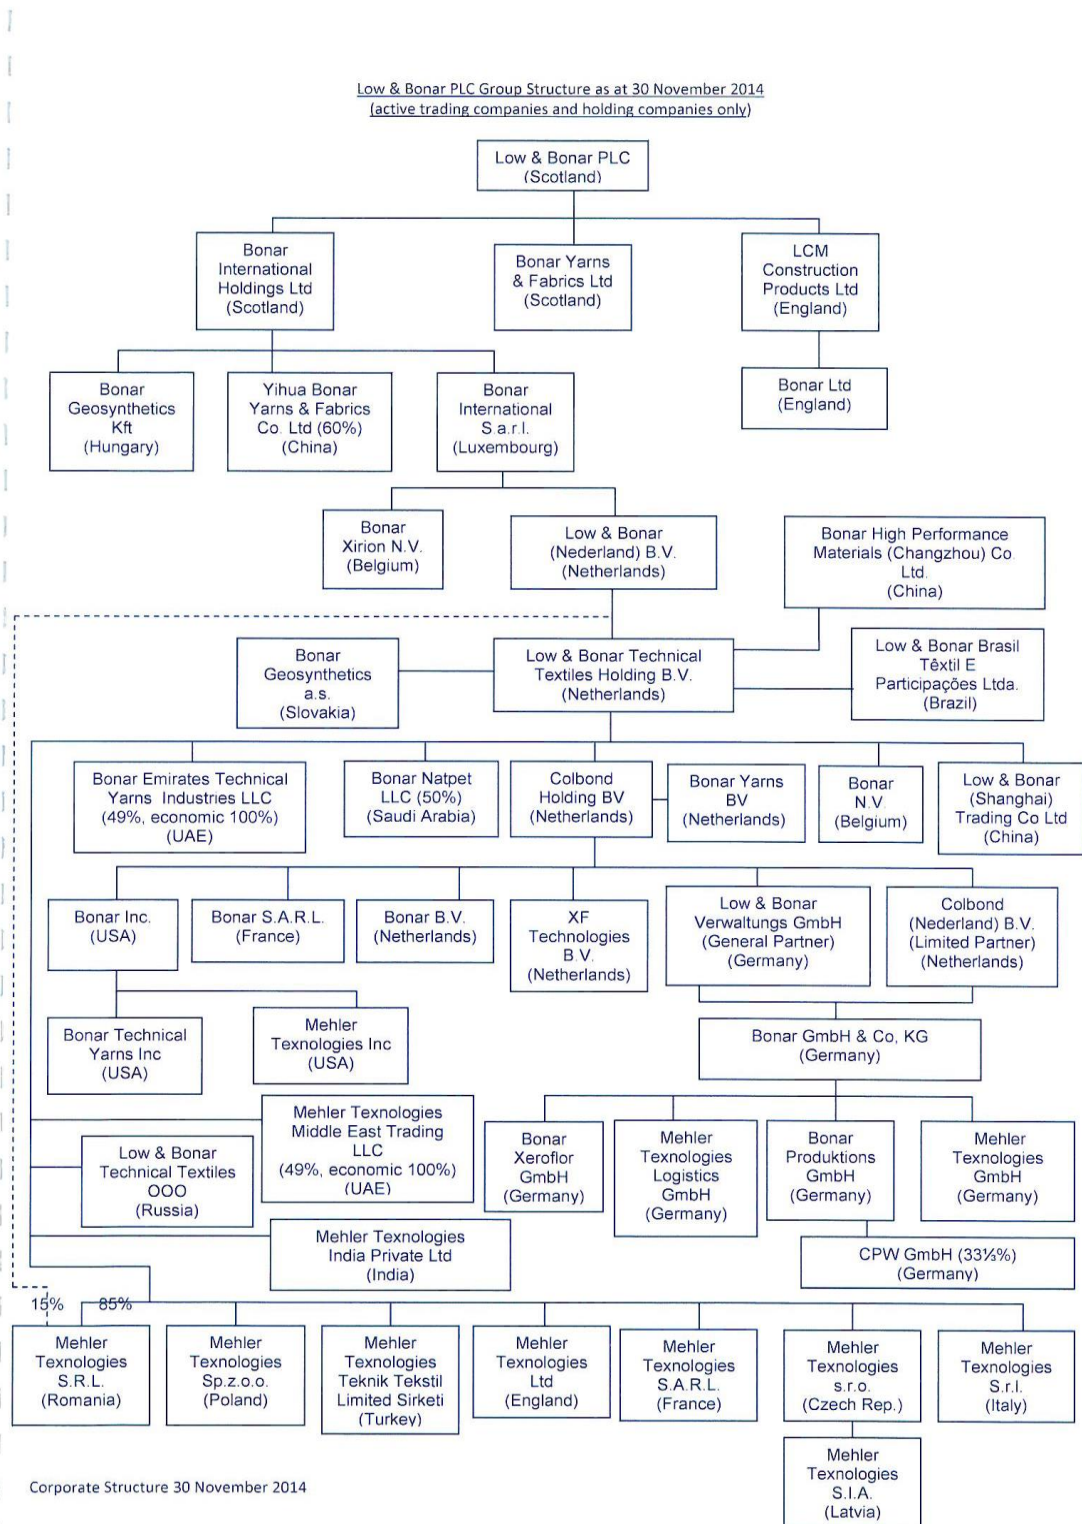 Low & Bonar PLC Group Structure as at 30 November 2014
(active trading companies and holding companies only)
Low & Bonar PLC
(Scotland)
Bonar
International
Holdings Ltd
(Scotland)
Bonar Yarns
& Fabrics Ltd
(Scotland)
LCM
Construction
Products Ltd
(England)
Bonar
Geosynthetics
Kft
(Hungary)
Yihua Bonar
Yarns & Fabrics
Co. Ltd (60%)
(China)
Bonar
International
S.a.r.l.
(Luxembourg)
Bonar Ltd
(England)
Bonar
Xirion N.V.
(Belgium)
Low & Bonar
(Nederland) B.V.
(Netherlands)
Bonar High Performance
Materials (Changzhou) Co.
Ltd.
(China)
Bonar
Geosynthetics
a.s.
(Slovakia)
Low & Bonar Technical
Textiles Holding B.V.
(Netherlands)
Low & Bonar Brasil
Têxtil E
Participações Ltda.
(Brazil)
Bonar Emirates Technical
Yarns Industries LLC
(49%, economic 100%)
(UAE)
Bonar Natpet
LLC (50%)
(Saudi Arabia)
Colbond
Holding BV
(Netherlands)
Bonar Yarns
BV
(Netherlands)
Bonar
N.V.
(Belgium)
Low & Bonar
(Shanghai)
Trading Co Ltd
(China)
Bonar Inc.
(USA)
Bonar S.A.R.L.
(France)
Bonar B.V.
(Netherlands)
XF
Technologies
B.V.
(Netherlands)
Low & Bonar
Verwaltungs GmbH
(General Partner)
(Germany)
Colbond
(Nederland) B.V.
(Limited Partner)
(Netherlands)
Bonar Technical
Yarns Inc
(USA)
Mehler
Texnologies Inc
(USA)
Bonar GmbH & Co, KG
(Germany)
Mehler Texnologies
Middle East Trading
LLC
(49%, economic 100%)
(UAE)
Low & Bonar
Technical Textiles
OOO
(Russia)
Bonar
Xeroflor
GmbH
(Germany)
Mehler
Texnologies
Logistics
GmbH
(Germany)
Bonar
Produktions
GmbH
(Germany)
Mehler
Texnologies
GmbH
(Germany)
Mehler Texnologies
India Private Ltd
(India)
CPW GmbH (33⅓%)
(Germany)
15% 85%
Mehler
Texnologies
S.R.L.
(Romania)
Mehler
Texnologies
Sp.z.o.o.
(Poland)
Mehler
Texnologies
Teknik Tekstil
Limited Sirketi
(Turkey)
Mehler
Texnologies
Ltd
(England)
Mehler
Texnologies
S.A.R.L.
(France)
Mehler
Texnologies
s.r.o.
(Czech Rep.)
Mehler
Texnologies
S.r.l.
(Italy)
Mehler
Texnologies
S.I.A.
(Latvia)
Corporate Structure 30 November 2014